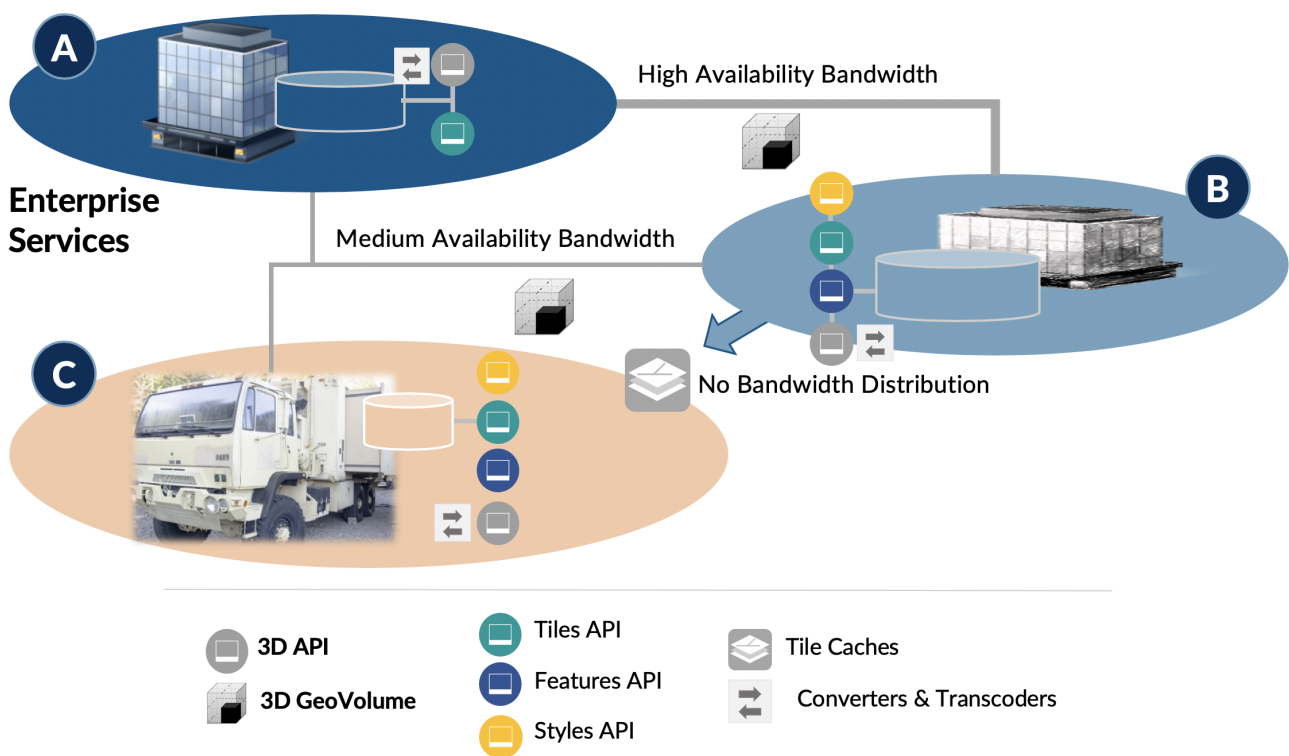 A
High Availability Bandwidth
B
Enterprise
Services
Medium Availability Bandwidth
C
No Bandwidth Distribution
3D API
3D GeoVolume
Tiles API
Features API
Styles API
Tile Caches
Converters & Transcoders